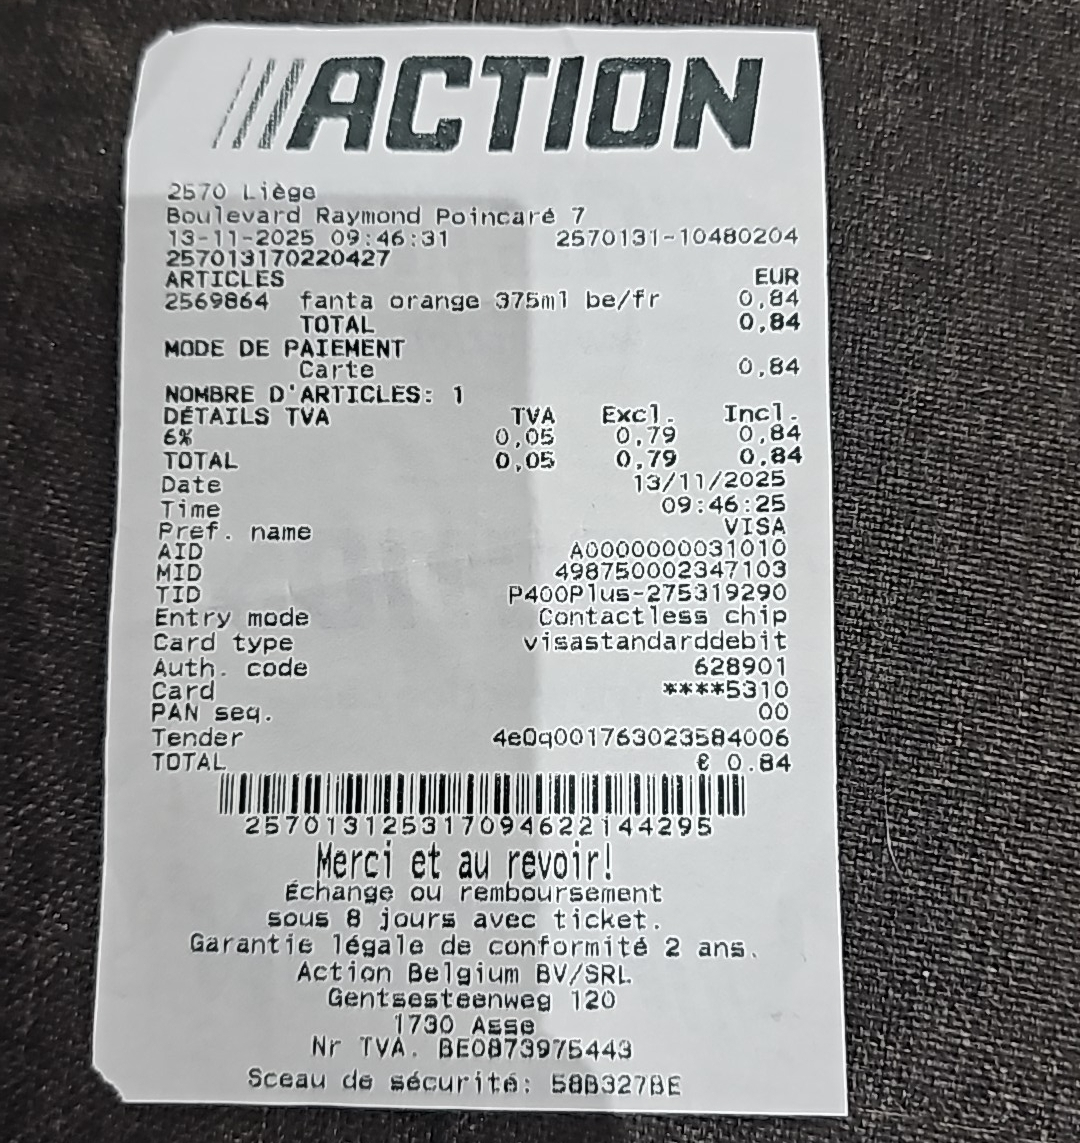 ACTION
2570 Liège
Boulevard Raymond Poincaré 7
13-11-2025 09:46:31 2570131-10480204
257013170220427
ARTICLES EUR
2569864 fanta orange 375ml be/fr 0,84
TOTAL 0,84
MODE DE PAIEMENT
Carte 0,84
NOMBRE D'ARTICLES: 1
DÉTAILS TVA TVA Excl. Incl.
6% 0,05 0,79 0,84
TOTAL 0,05 0,79 0,84
Date 13/11/2025
Time 09:46:25
Pref. name VISA
AID A0000000031010
MID 498750002347103
TID P400Plus-275319290
Entry mode Contactless chip
Card type visastandarddebit
Auth. code 628901
Card ****5310
PAN seq. 00
Tender 4eQq001763023584006
TOTAL € 0.84
257013125317094622144295
Merci et au revoir!
Échange ou remboursement
sous 8 jours avec ticket.
Garantie légale de conformité 2 ans.
Action Belgium BV/SRL
Gentsesteenweg 120
1730 Asse
Nr TVA. BE0873975443
Sceau de sécurité: 58B327BE